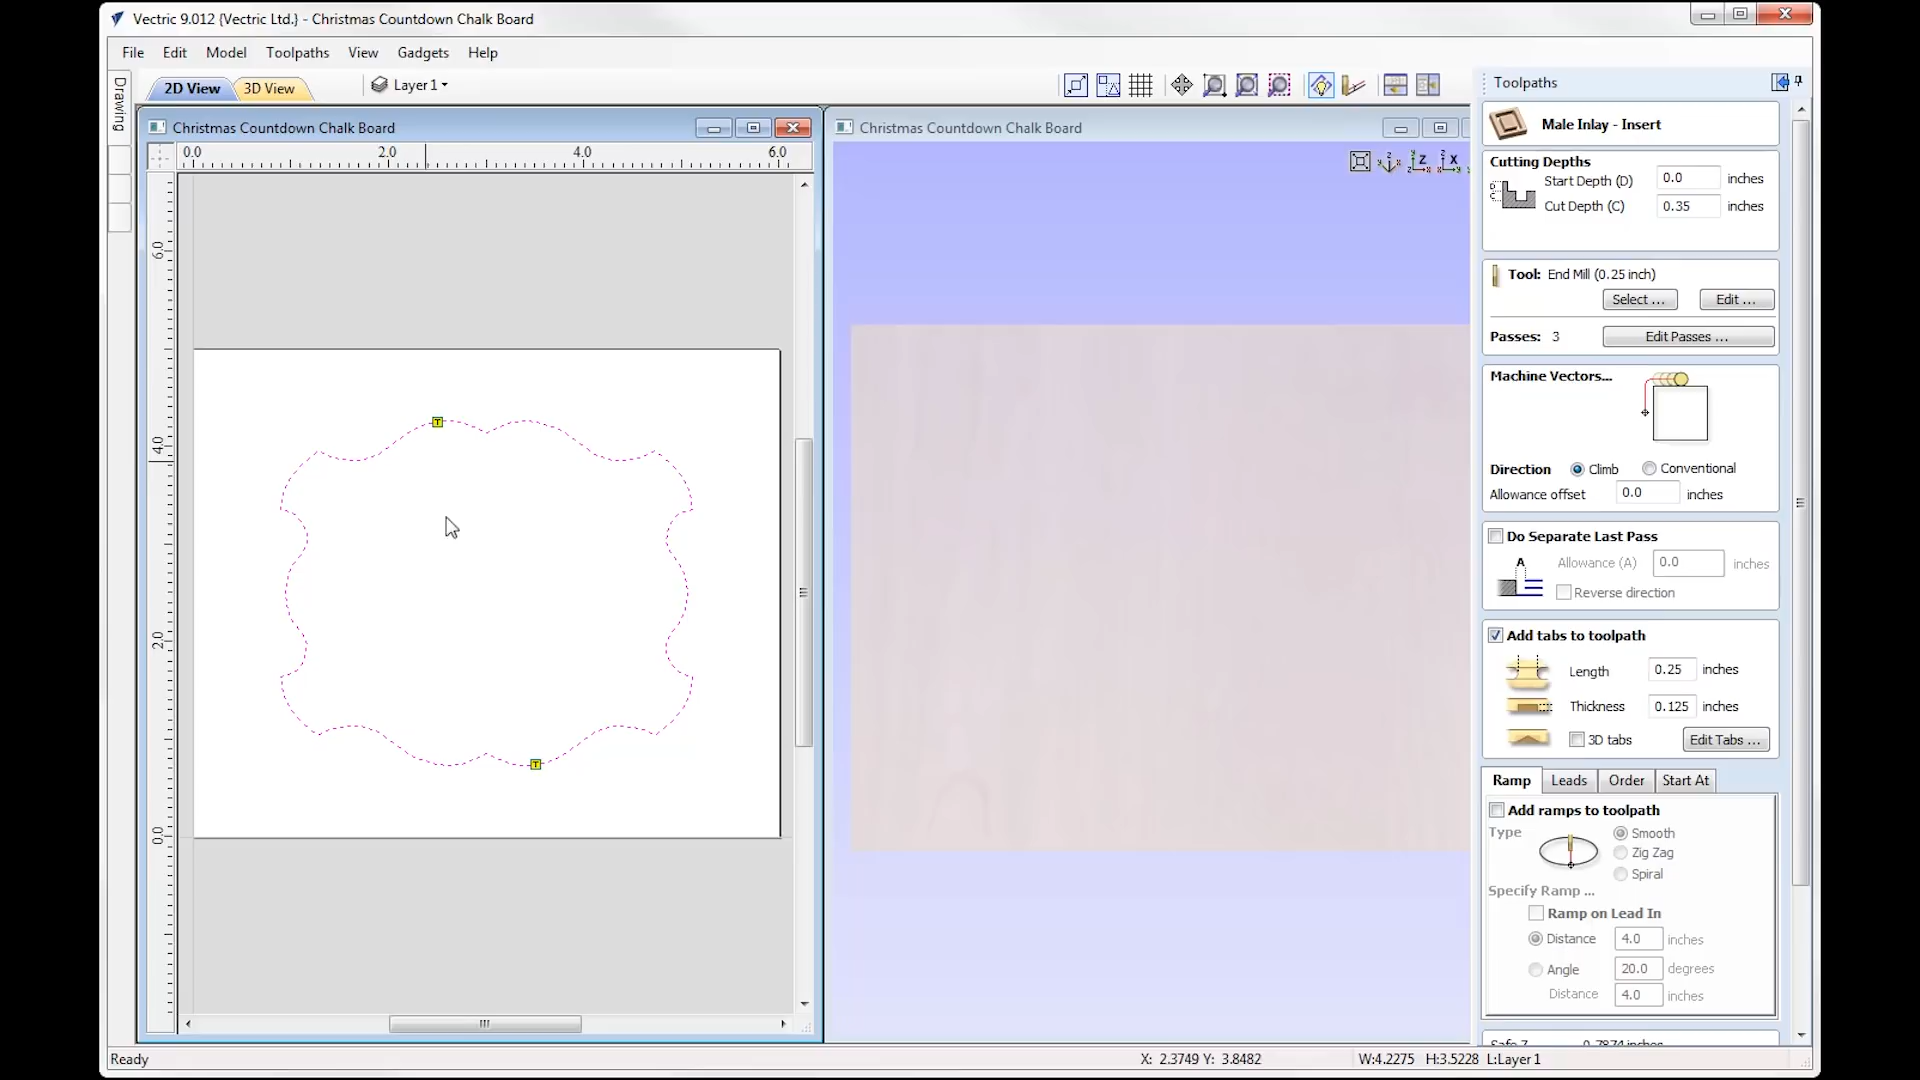 Vectric 9.012 {Vectric Ltd.} - Christmas Countdown Chalk Board
File Edit Model Toolpaths View Gadgets Help
Drawing
2D View 3D View Layer 1
Toolpaths
Christmas Countdown Chalk Board
Christmas Countdown Chalk Board
0.0 2.0 4.0 6.0
Z X
6.0
4.0
2.0
0.0
T
T
Male Inlay - Insert
Cutting Depths
D
C
Start Depth (D) 0.0 inches
Cut Depth (C) 0.35 inches
Tool: End Mill (0.25 inch)
Select ... Edit ...
Passes: 3 Edit Passes ...
Machine Vectors...
Direction Climb Conventional
Allowance offset 0.0 inches
Do Separate Last Pass
A Allowance (A) 0.0 inches
Reverse direction
Add tabs to toolpath
Length 0.25 inches
Thickness 0.125 inches
3D tabs Edit Tabs ...
Ramp Leads Order Start At
Add ramps to toolpath
Type Smooth
Zig Zag
Spiral
Specify Ramp ...
Ramp on Lead In
Distance 4.0 inches
Angle 20.0 degrees
Distance 4.0 inches
Safe Z 0.7874 inches
Ready X: 2.3749 Y: 3.8482 W:4.2275 H:3.5228 L:Layer 1